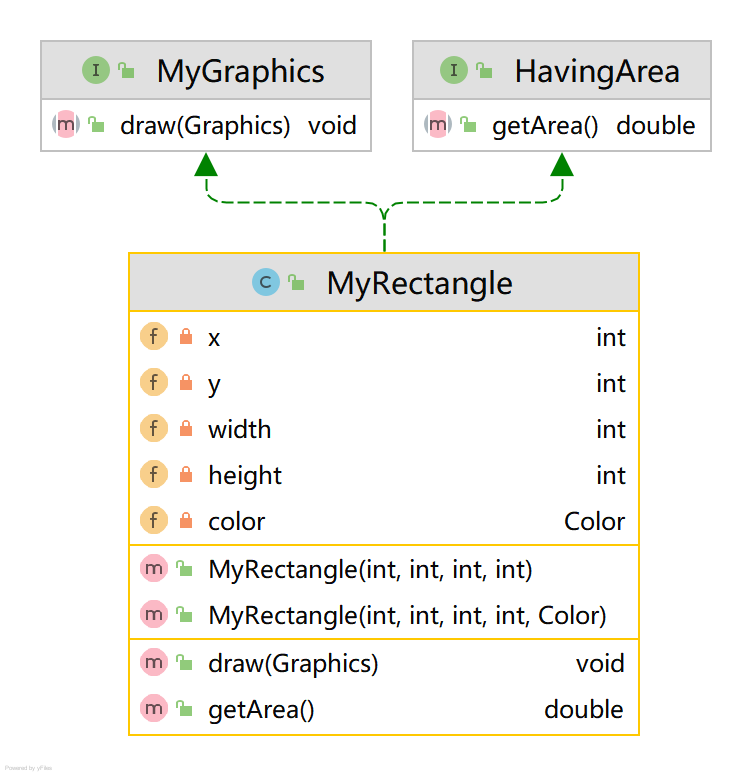 MyGraphics
draw(Graphics) void
HavingArea
getArea() double
MyRectangle
x int
y int
width int
height int
color Color
MyRectangle(int, int, int, int)
MyRectangle(int, int, int, int, Color)
draw(Graphics) void
getArea() double
Powered by yFiles